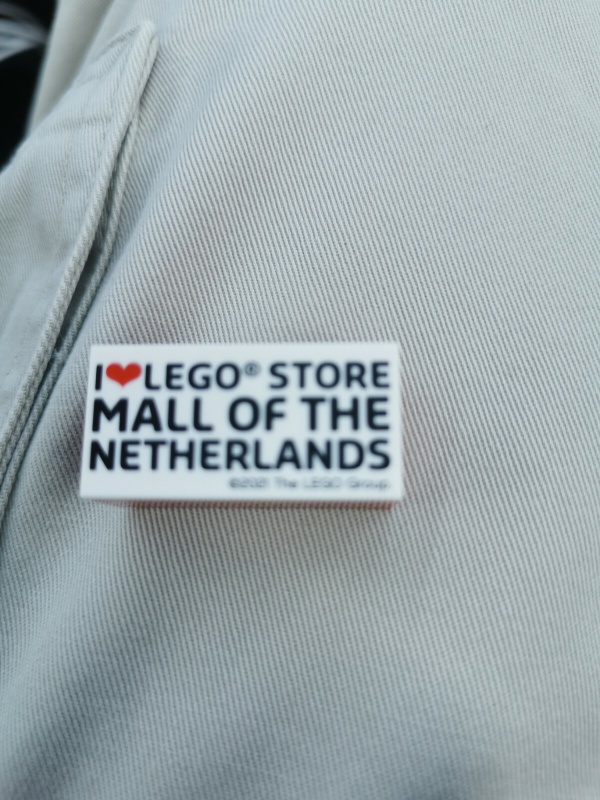 I❤LEGO® STORE
MALL OF THE
NETHERLANDS
©2021 The LEGO Group